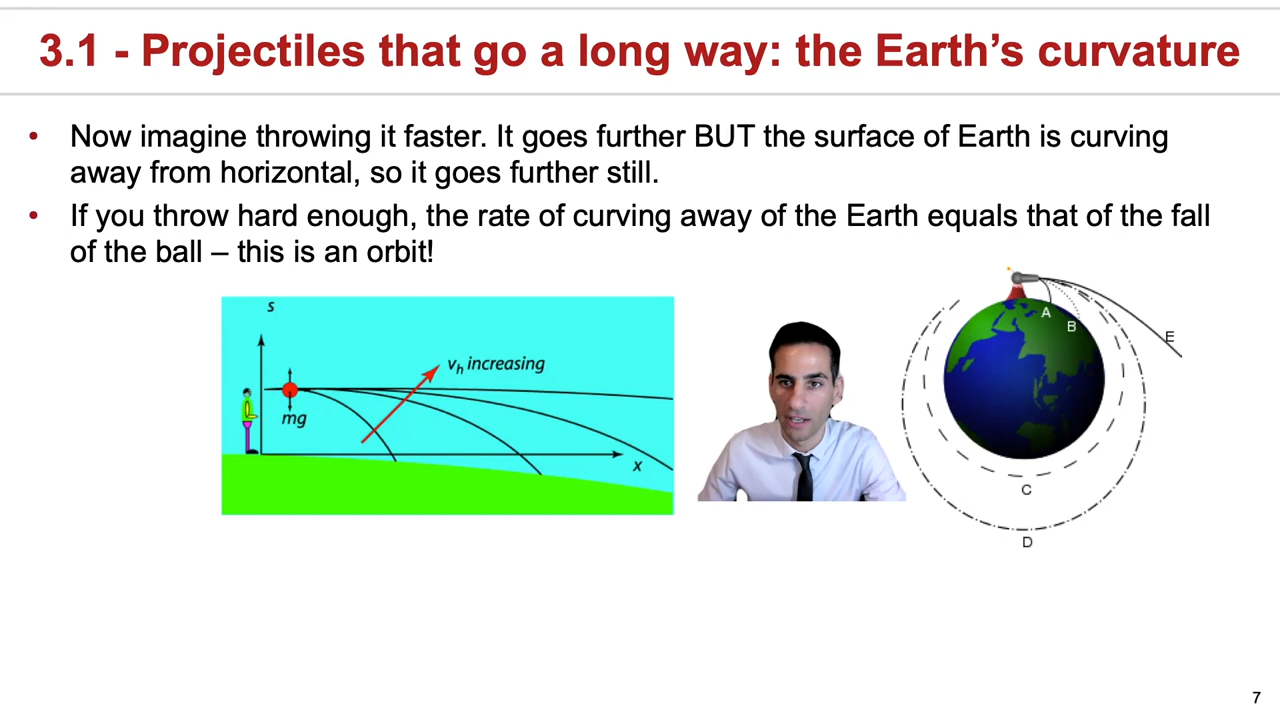 3.1 - Projectiles that go a long way: the Earth’s curvature
• Now imagine throwing it faster. It goes further BUT the surface of Earth is curving
away from horizontal, so it goes further still.
• If you throw hard enough, the rate of curving away of the Earth equals that of the fall
of the ball – this is an orbit!
s
vh increasing
mg
x
A
B
E
C
D
7